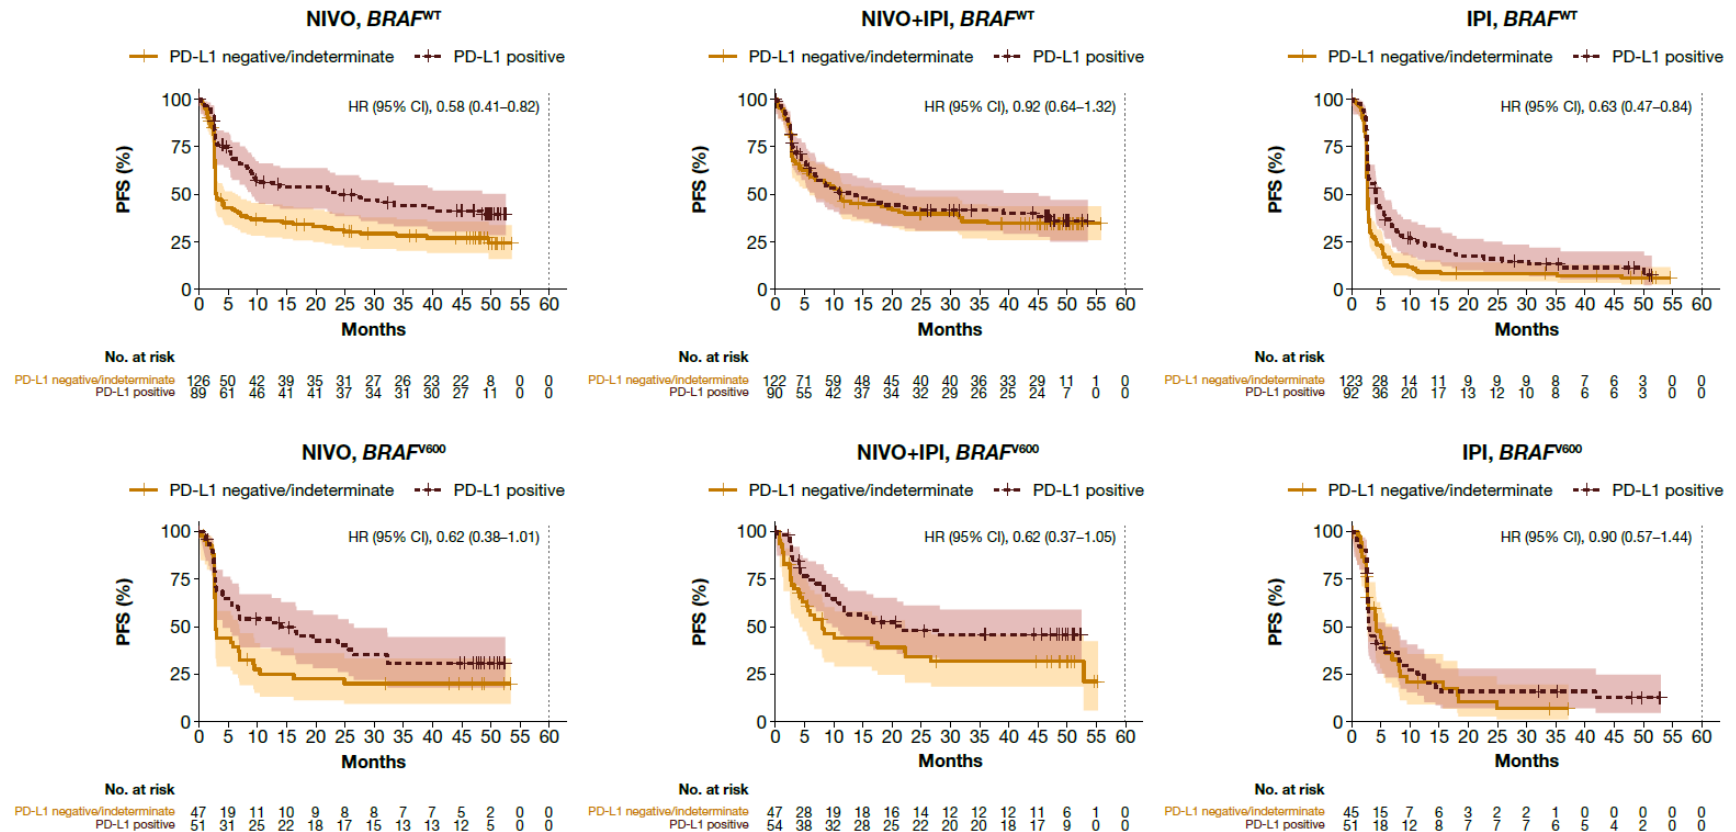 NIVO, BRAFWT
PD-L1 negative/indeterminate PD-L1 positive
HR (95% CI), 0.58 (0.41–0.82)
PFS (%)
100
75
50
25
0
0 5 10 15 20 25 30 35 40 45 50 55 60
Months
No. at risk
PD-L1 negative/indeterminate 126 50 42 39 35 31 27 26 23 22 8 0 0
PD-L1 positive 89 61 46 41 41 37 34 31 30 27 11 0 0
NIVO+IPI, BRAFWT
PD-L1 negative/indeterminate PD-L1 positive
HR (95% CI), 0.92 (0.64–1.32)
PFS (%)
100
75
50
25
0
0 5 10 15 20 25 30 35 40 45 50 55 60
Months
No. at risk
PD-L1 negative/indeterminate 122 71 59 48 45 40 40 36 33 29 11 1 0
PD-L1 positive 90 55 42 37 34 32 29 26 25 24 7 0 0
IPI, BRAFWT
PD-L1 negative/indeterminate PD-L1 positive
HR (95% CI), 0.63 (0.47–0.84)
PFS (%)
100
75
50
25
0
0 5 10 15 20 25 30 35 40 45 50 55 60
Months
No. at risk
PD-L1 negative/indeterminate 123 28 14 11 9 9 9 8 7 6 3 0 0
PD-L1 positive 92 36 20 17 13 12 10 8 6 6 3 0 0
NIVO, BRAFV600
PD-L1 negative/indeterminate PD-L1 positive
HR (95% CI), 0.62 (0.38–1.01)
PFS (%)
100
75
50
25
0
0 5 10 15 20 25 30 35 40 45 50 55 60
Months
No. at risk
PD-L1 negative/indeterminate 47 19 11 10 9 8 8 7 7 5 2 0 0
PD-L1 positive 51 31 25 22 18 17 15 13 13 12 5 0 0
NIVO+IPI, BRAFV600
PD-L1 negative/indeterminate PD-L1 positive
HR (95% CI), 0.62 (0.37–1.05)
PFS (%)
100
75
50
25
0
0 5 10 15 20 25 30 35 40 45 50 55 60
Months
No. at risk
PD-L1 negative/indeterminate 47 28 19 18 16 14 12 12 12 11 6 1 0
PD-L1 positive 54 38 32 28 25 22 20 20 18 17 9 0 0
IPI, BRAFV600
PD-L1 negative/indeterminate PD-L1 positive
HR (95% CI), 0.90 (0.57–1.44)
PFS (%)
100
75
50
25
0
0 5 10 15 20 25 30 35 40 45 50 55 60
Months
No. at risk
PD-L1 negative/indeterminate 45 15 7 6 3 2 2 1 0 0 0 0 0
PD-L1 positive 51 18 12 8 7 7 7 6 5 4 2 0 0